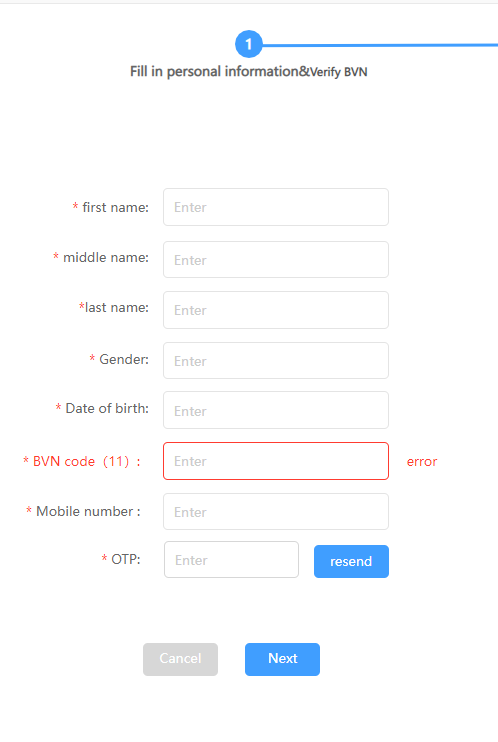 1
Fill in personal information&Verify BVN
* first name: Enter
* middle name: Enter
*last name: Enter
* Gender: Enter
* Date of birth: Enter
* BVN code（11）: Enter error
* Mobile number : Enter
* OTP: Enter resend
Cancel Next